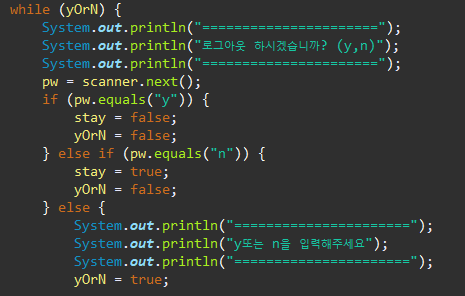 while (yOrN) {
System.out.println("======================");
System.out.println("로그아웃 하시겠습니까? (y,n)");
System.out.println("======================");
pw = scanner.next();
if (pw.equals("y")) {
stay = false;
yOrN = false;
} else if (pw.equals("n")) {
stay = true;
yOrN = false;
} else {
System.out.println("======================");
System.out.println("y또는 n을 입력해주세요");
System.out.println("======================");
yOrN = true;